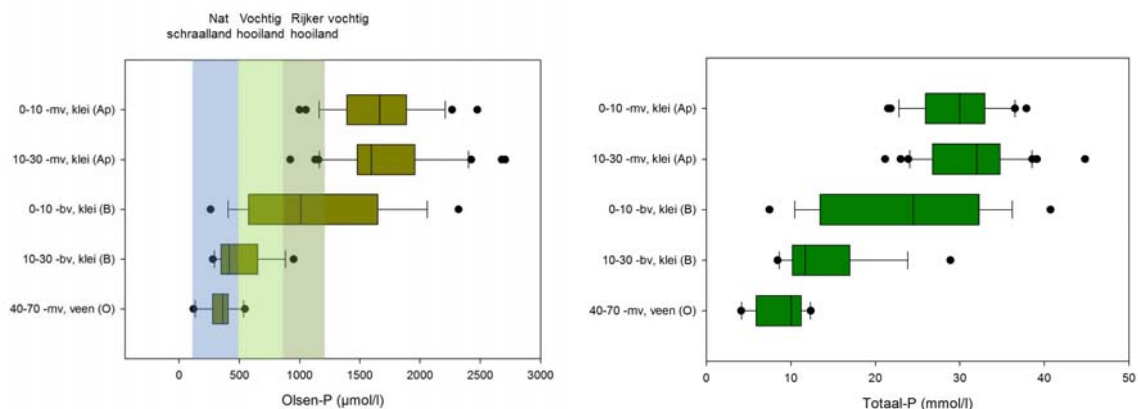 Nat Vochtig Rijker vochtig
schraalland hooiland hooiland
0-10 -mv, klei (Ap)
10-30 -mv, klei (Ap)
0-10 -bv, klei (B)
10-30 -bv, klei (B)
40-70 -mv, veen (O)
0 500 1000 1500 2000 2500 3000
Olsen-P (µmol/l)
0-10 -mv, klei (Ap)
10-30 -mv, klei (Ap)
0-10 -bv, klei (B)
10-30 -bv, klei (B)
40-70 -mv, veen (O)
0 10 20 30 40 50
Totaal-P (mmol/l)